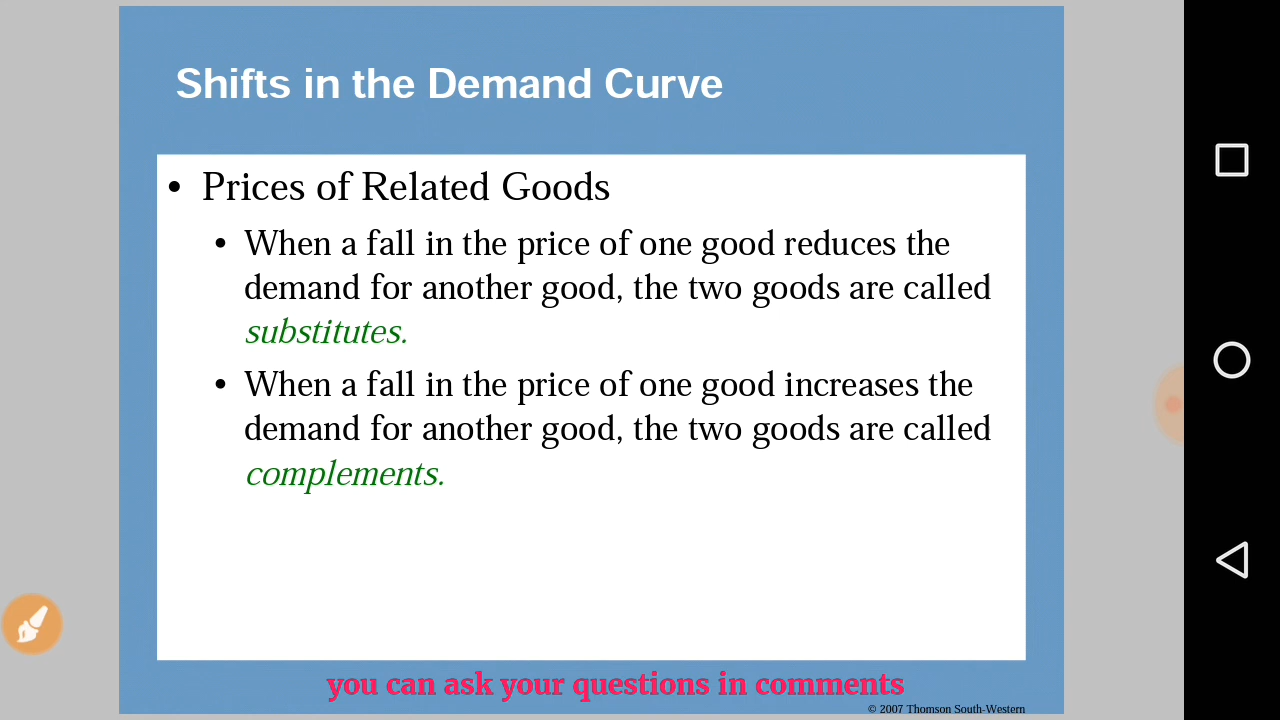 Shifts in the Demand Curve
• Prices of Related Goods
• When a fall in the price of one good reduces the
demand for another good, the two goods are called
substitutes.
• When a fall in the price of one good increases the
demand for another good, the two goods are called
complements.
you can ask your questions in comments
© 2007 Thomson South-Western